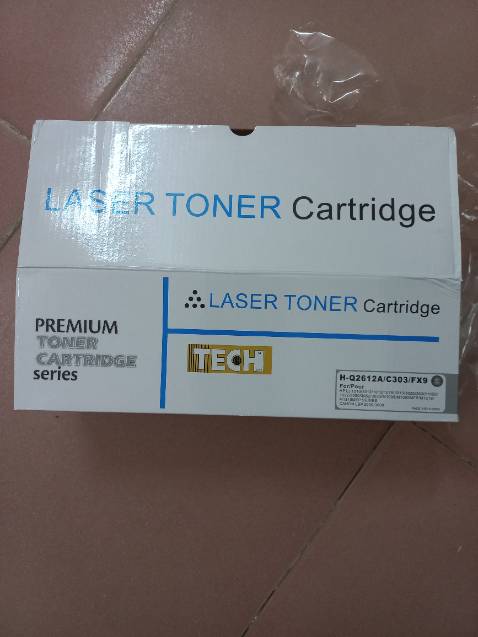 LASER TONER Cartridge
LASER TONER Cartridge
PREMIUM
TONER
CARTRIDGE
series
TECH
H-Q2612A/C303/FX9
For/Pour